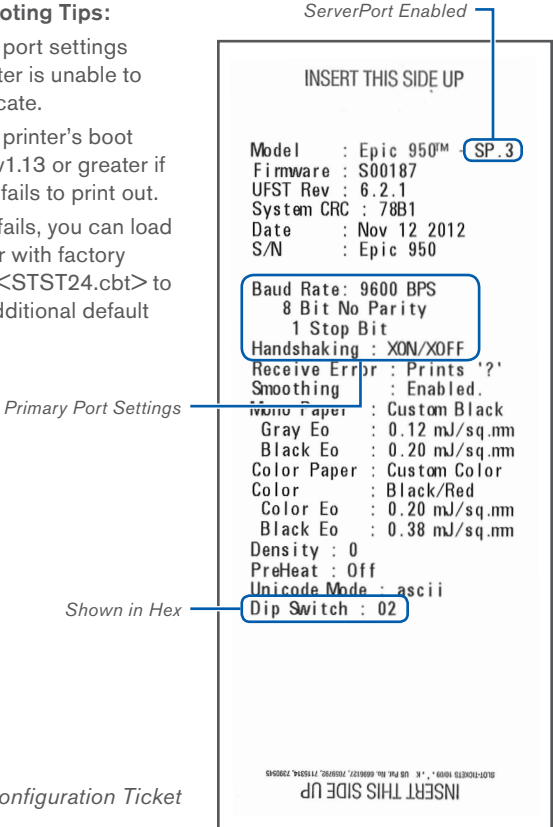 oting Tips:
port settings
ter is unable to
cate.
printer's boot
v1.13 or greater if
fails to print out.
fails, you can load
r with factory
<STST24.cbt> to
dditional default
ServerPort Enabled
INSERT THIS SIDE UP
Model : Epic 950™ - SP.3
Firmware : S00187
UFST Rev : 6.2.1
System CRC : 78B1
Date : Nov 12 2012
S/N : Epic 950
Baud Rate: 9600 BPS
8 Bit No Parity
1 Stop Bit
Handshaking : XON/XOFF
Receive Error : Prints '?'
Smoothing : Enabled.
Primary Port Settings
Mono Paper : Custom Black
Gray Eo : 0.12 mJ/sq.mm
Black Eo : 0.20 mJ/sq.mm
Color Paper : Custom Color
Color : Black/Red
Color Eo : 0.20 mJ/sq.mm
Black Eo : 0.38 mJ/sq.mm
Density : 0
PreHeat : Off
Unicode Mode : ascii
Shown in Hex
Dip Switch : 02
INSERT THIS SIDE UP
onfiguration Ticket